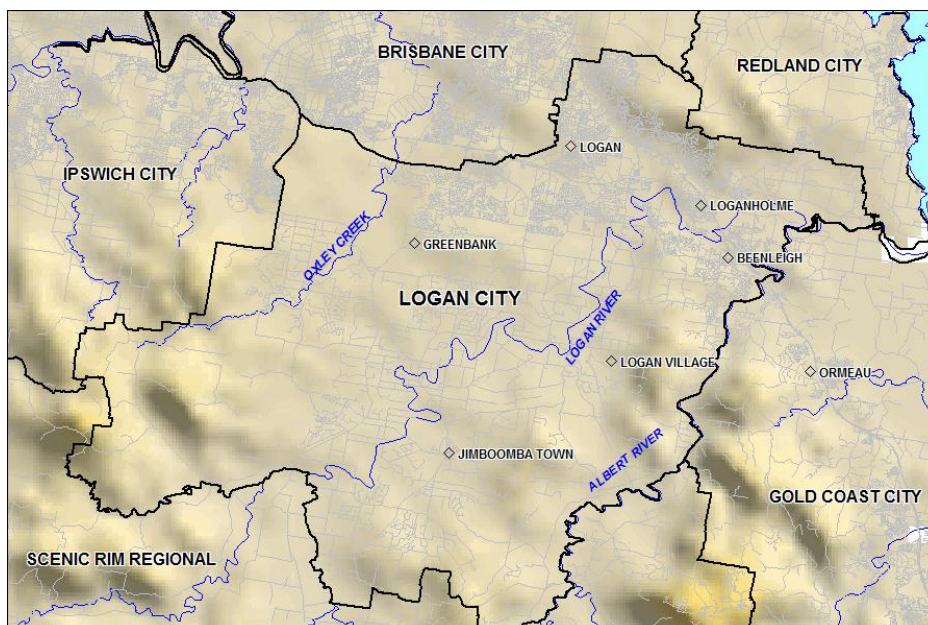 BRISBANE CITY
REDLAND CITY
LOGAN
IPSWICH CITY
LOGANHOLME
OXLEY CREEK
GREENBANK
BEENLEIGH
LOGAN CITY
LOGAN RIVER
LOGAN VILLAGE
ORMEAU
JIMBOOMBA TOWN
ALBERT RIVER
GOLD COAST CITY
SCENIC RIM REGIONAL